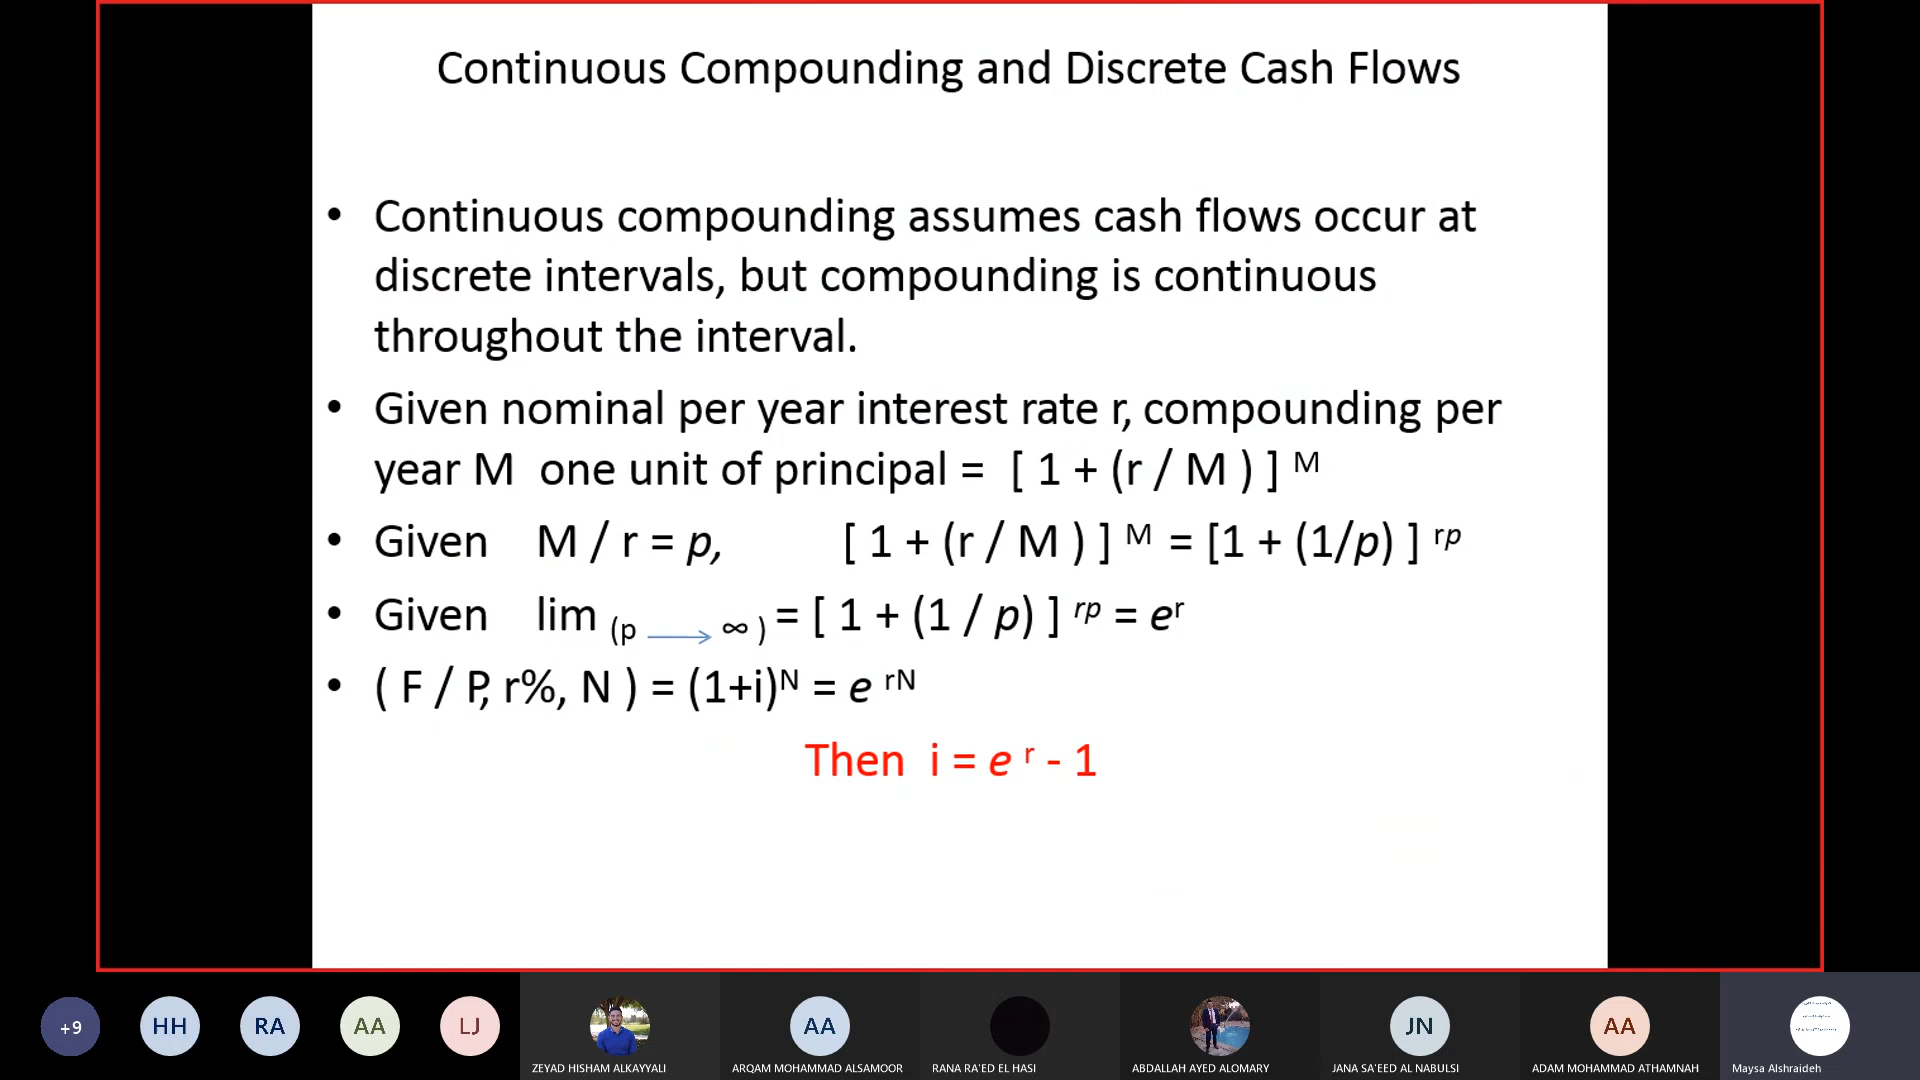 Continuous Compounding and Discrete Cash Flows
• Continuous compounding assumes cash flows occur at
discrete intervals, but compounding is continuous
throughout the interval.
• Given nominal per year interest rate r, compounding per
year M one unit of principal = [ 1 + (r / M ) ] ᴹ
• Given M / r = p, [ 1 + (r / M ) ] ᴹ = [1 + (1/p) ] ʳᵖ
• Given lim (p ⟶ ∞ ) = [ 1 + (1 / p) ] ʳᵖ = eʳ
• ( F / P, r%, N ) = (1+i)ᴺ = e ʳᴺ
Then i = e ʳ - 1
+9
HH
RA
AA
LJ
ZEYAD HISHAM ALKAYYALI
AA
ARQAM MOHAMMAD ALSAMOOR
RANA RA'ED EL HASI
ABDALLAH AYED ALOMARY
JN
JANA SA'EED AL NABULSI
AA
ADAM MOHAMMAD ATHAMNAH
Maysa Alshraideh